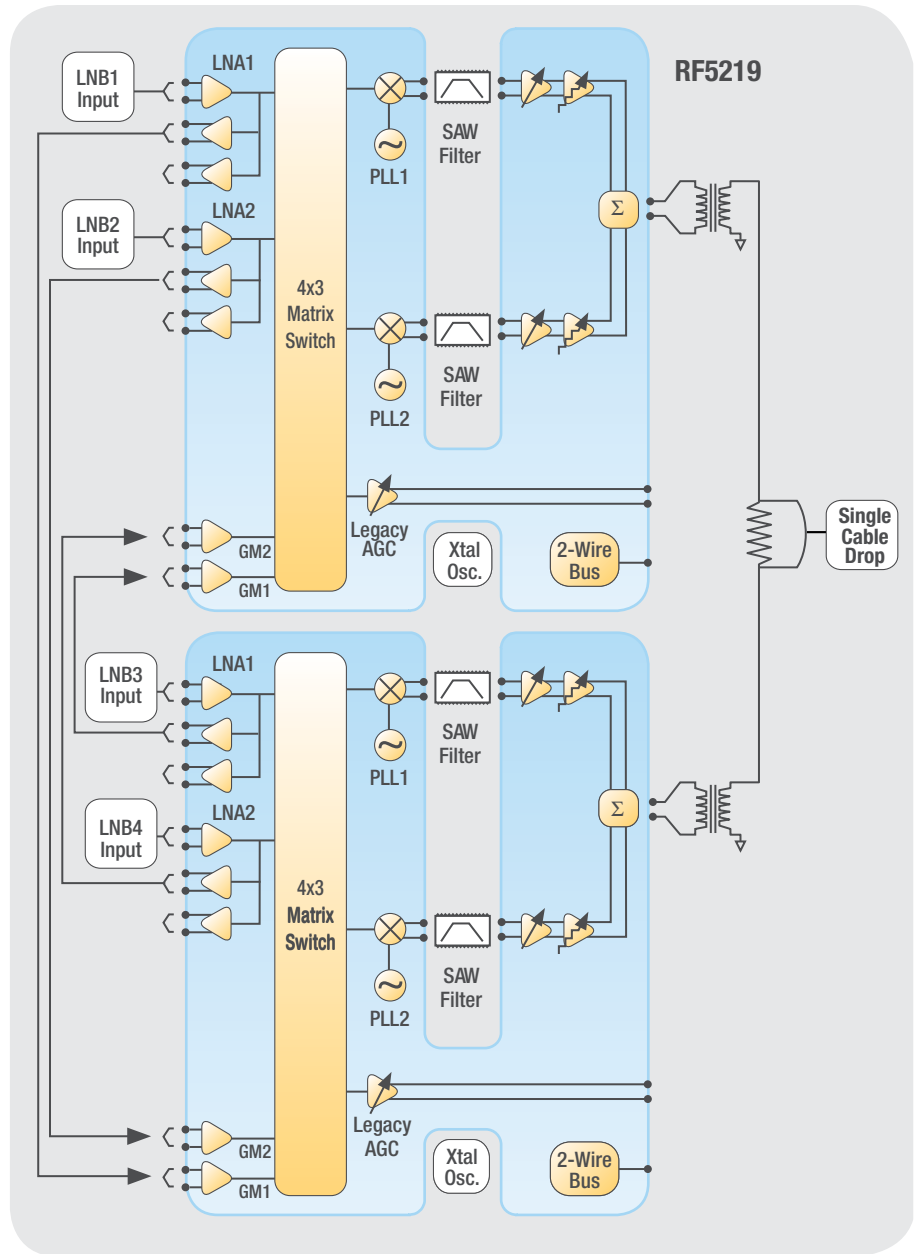 RF5219
LNB1
Input
LNA1
PLL1
SAW
Filter
LNB2
Input
LNA2
Σ
4x3
Matrix
Switch
PLL2
SAW
Filter
GM2
GM1
Legacy
AGC
Xtal
Osc.
2-Wire
Bus
Single
Cable
Drop
LNB3
Input
LNA1
PLL1
SAW
Filter
LNB4
Input
LNA2
Σ
4x3
Matrix
Switch
PLL2
SAW
Filter
GM2
GM1
Legacy
AGC
Xtal
Osc.
2-Wire
Bus